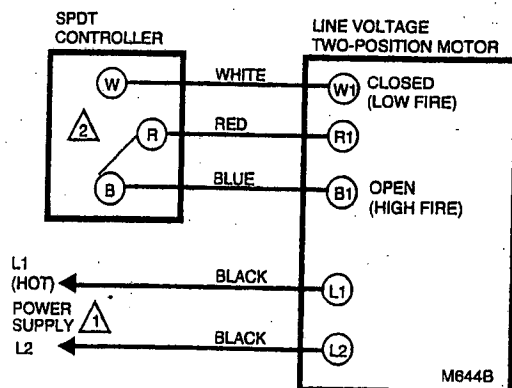 SPDT
CONTROLLER
LINE VOLTAGE
TWO-POSITION MOTOR
W
WHITE
W1
CLOSED
(LOW FIRE)
2
R
RED
R1
B
BLUE
B1
OPEN
(HIGH FIRE)
L1
(HOT)
BLACK
L1
POWER
SUPPLY
1
L2
BLACK
L2
M644B